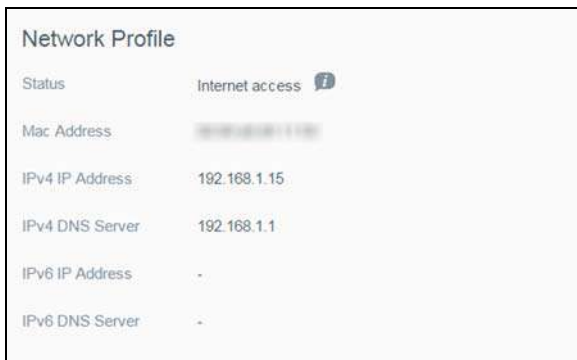 Network Profile
Status Internet access
Mac Address
IPv4 IP Address 192.168.1.15
IPv4 DNS Server 192.168.1.1
IPv6 IP Address -
IPv6 DNS Server -